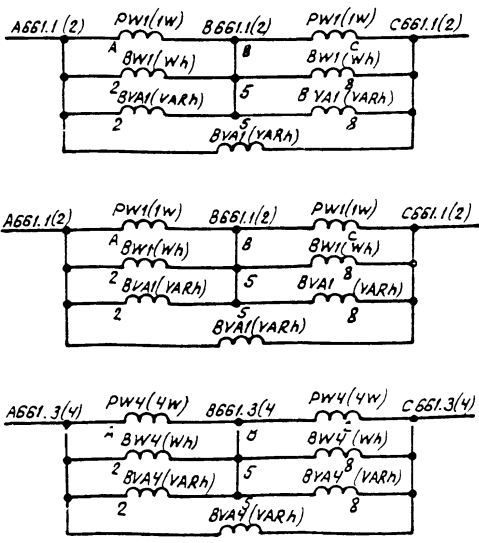 A661.1(2) PW1(1W) B661.1(2) PW1(1W) C661.1(2)
A B C
BW1(Wh) BW1(Wh)
2 5 8
BVA1(VARh) BVA1(VARh)
2 5 8
BVA1(VARh)
A661.1(2) PW1(1W) B661.1(2) PW1(1W) C661.1(2)
A B C
BW1(Wh) BW1(Wh)
2 5 8
BVA1(VARh) BVA1 (VARh)
2 5 8
BVA1(VARh)
A661.3(4) PW4(4W) B661.3(4 PW4(4W) C661.3(4)
A B C
BW4(Wh) BW4(Wh)
2 5 8
BVA4(VARh) BVA4(VARh)
2 5 8
BVA4(VARh)